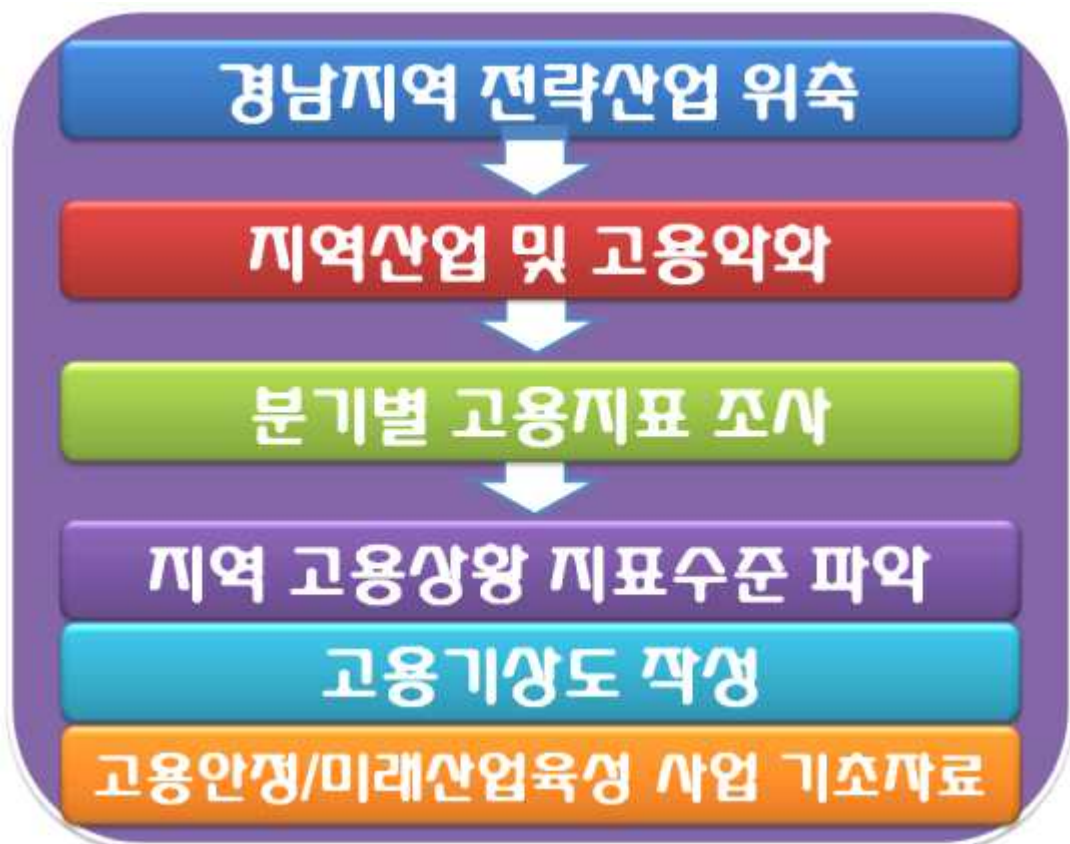 경남지역 전략산업 위축
지역산업 및 고용악화
분기별 고용지표 조사
지역 고용상황 지표수준 파악
고용기상도 작성
고용안정/미래산업육성 사업 기초자료